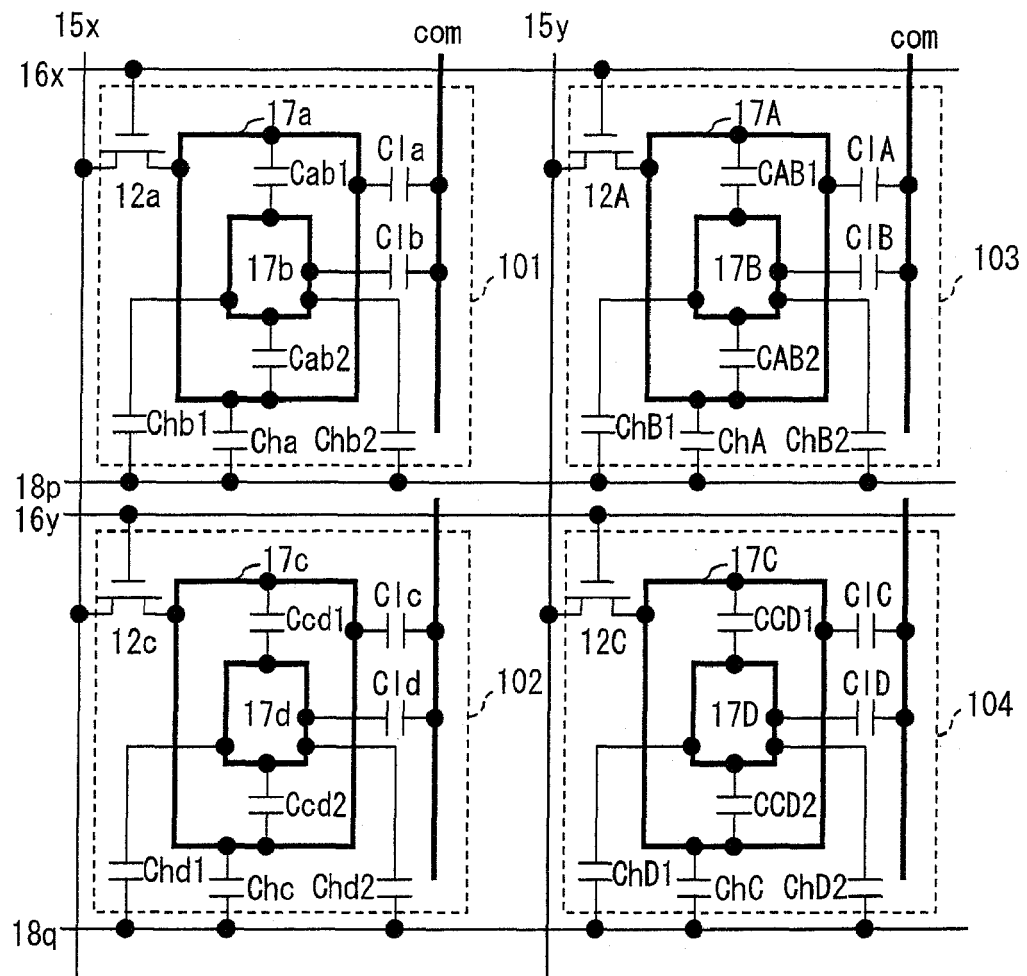 15x
com
15y
com
16x
17a
17A
Cab1
Cla
CAB1
ClA
12a
12A
Clb
ClB
17b
101
17B
103
Cab2
CAB2
Chb1
Cha
Chb2
ChB1
ChA
ChB2
18p
16y
17c
17C
Ccd1
Clc
CCD1
ClC
12c
12C
Cld
ClD
17d
102
17D
104
Ccd2
CCD2
Chd1
Chc
Chd2
ChD1
ChC
ChD2
18q